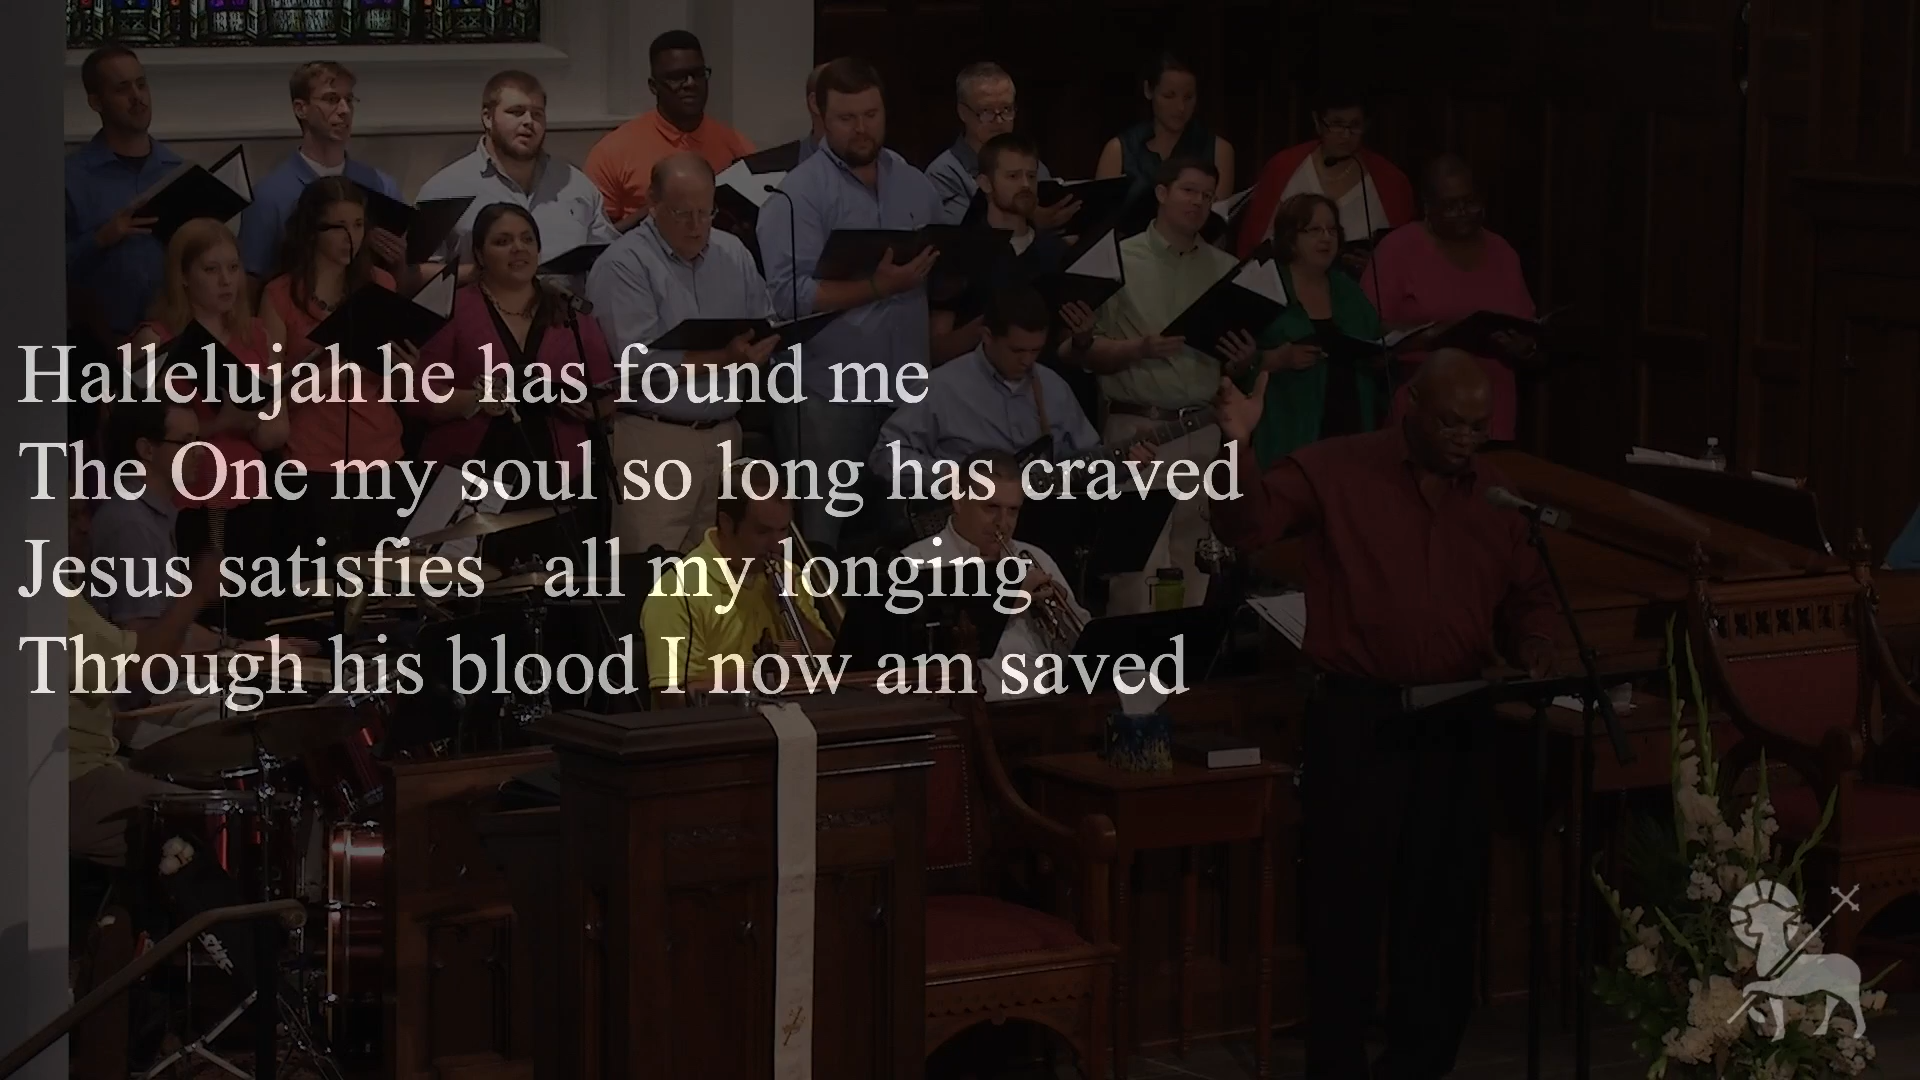 Hallelujah he has found me
The One my soul so long has craved
Jesus satisfies all my longing
Through his blood I now am saved